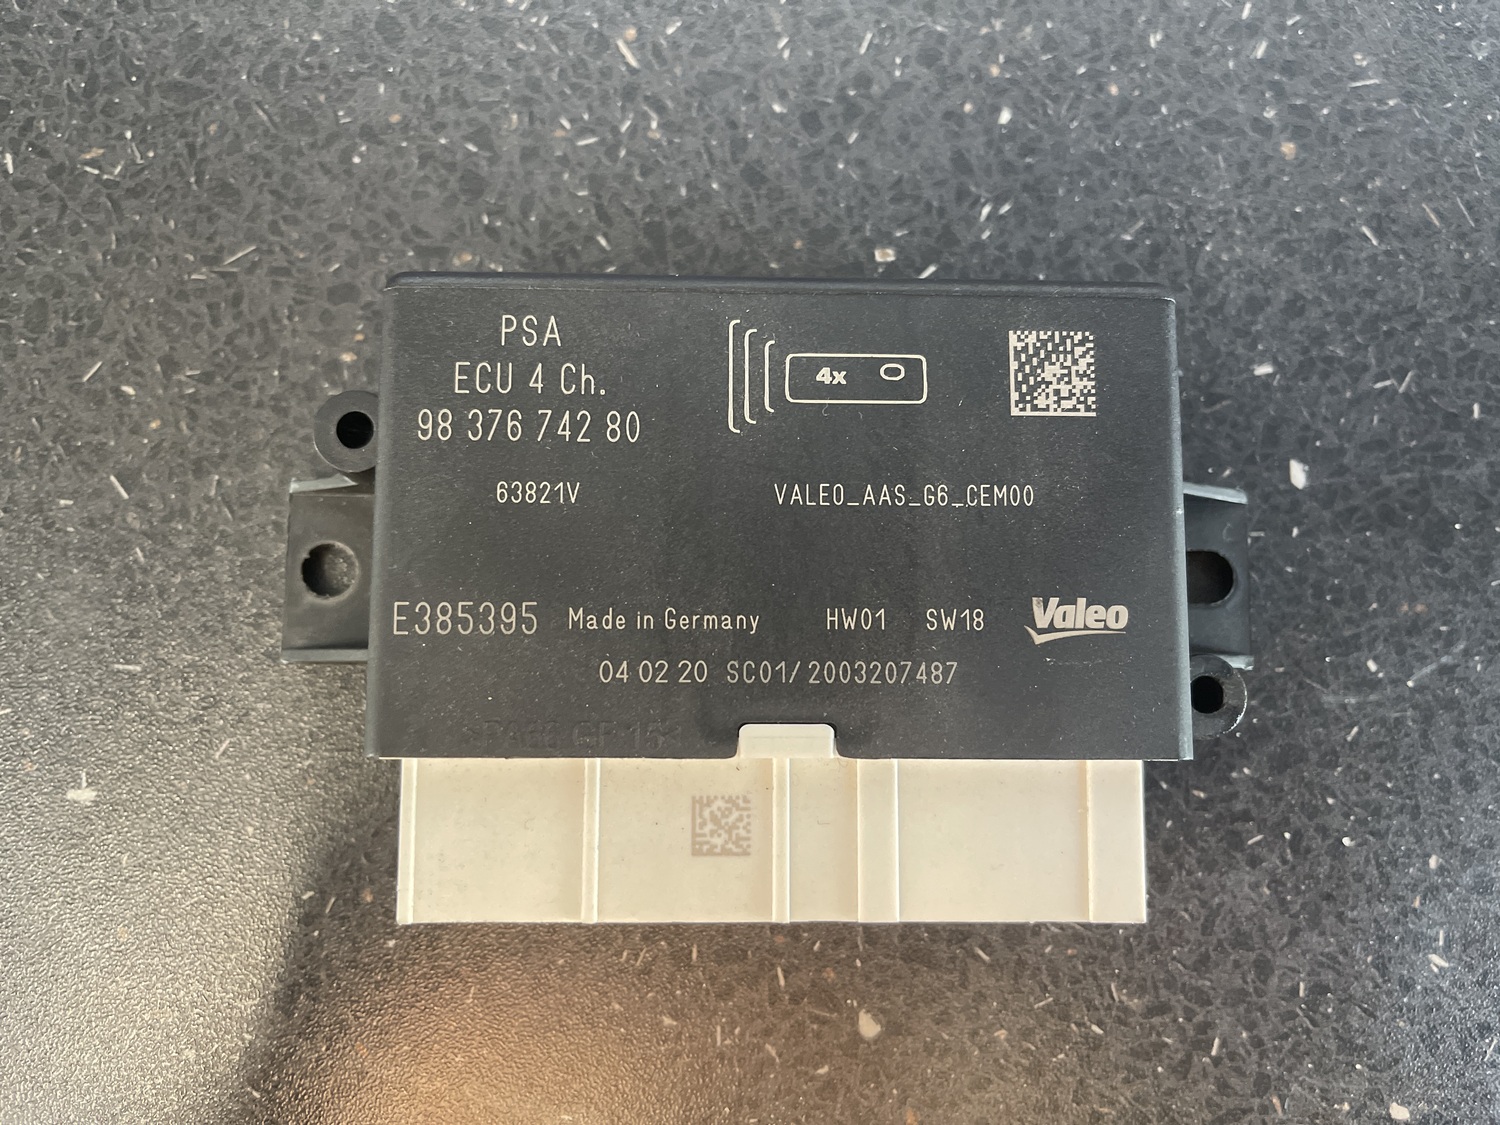 PSA
ECU 4 Ch.
98 376 742 80
4x
63821V
VALEO_AAS_G6_CEM00
E385395 Made in Germany HW01 SW18 Valeo
04 02 20 SC01/2003207487